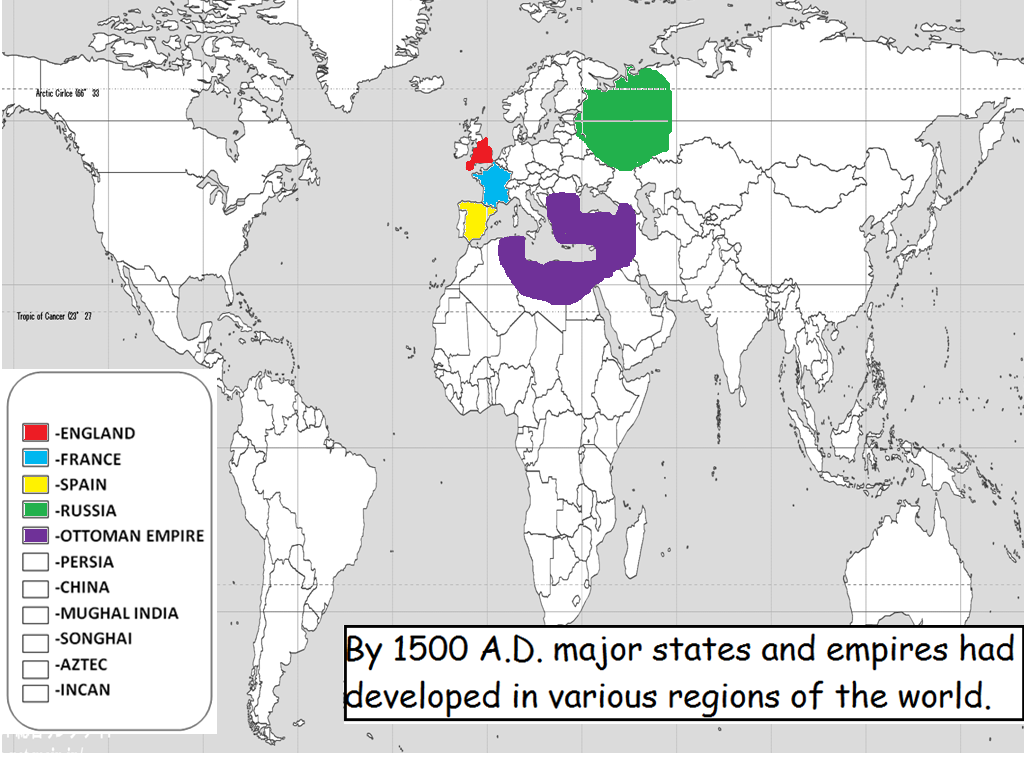 Arctic Cirlce (66° 33
Tropic of Cancer (23° 27
-ENGLAND
-FRANCE
-SPAIN
-RUSSIA
-OTTOMAN EMPIRE
-PERSIA
-CHINA
-MUGHAL INDIA
-SONGHAI
-AZTEC
-INCAN
By 1500 A.D. major states and empires had
developed in various regions of the world.